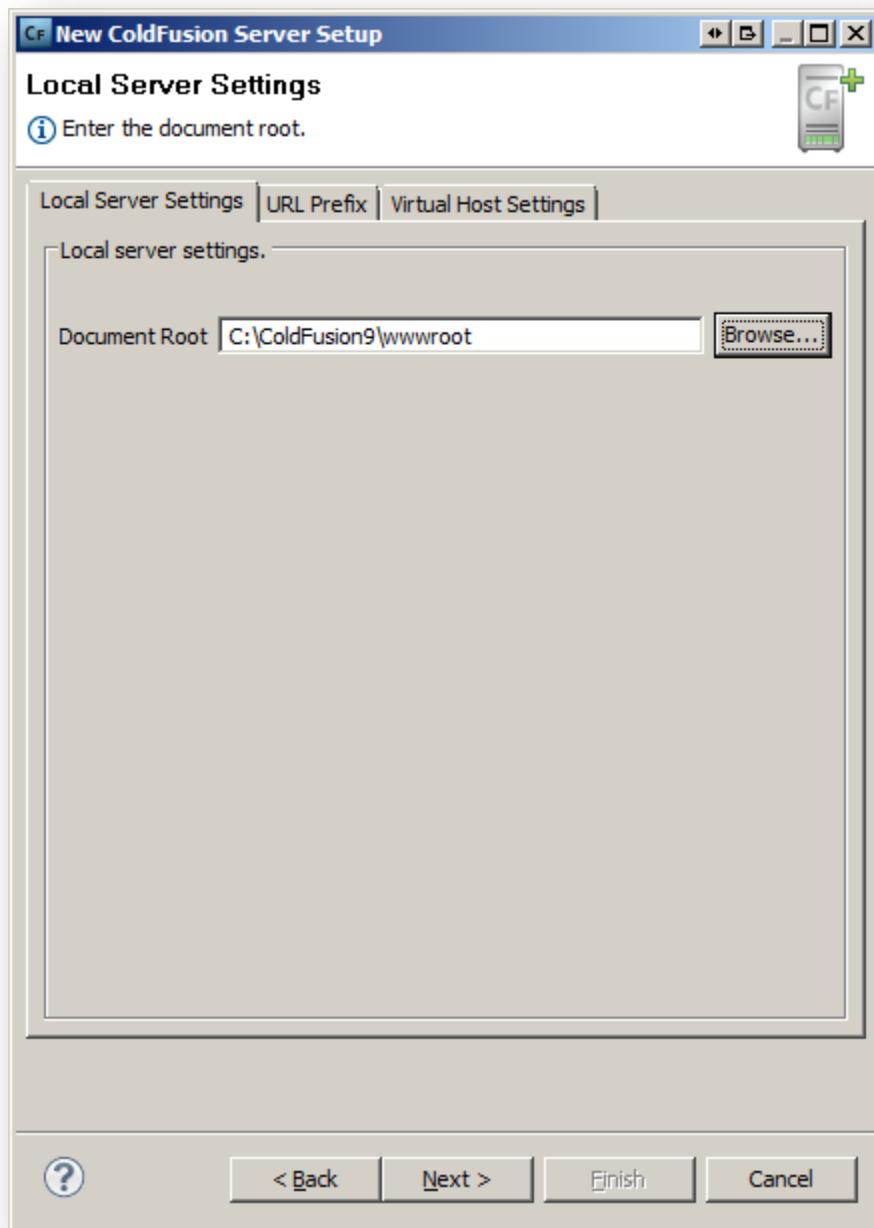 CF New ColdFusion Server Setup
Local Server Settings
Enter the document root.
CF
Local Server Settings URL Prefix Virtual Host Settings
Local server settings.
Document Root C:\ColdFusion9\wwwroot Browse...
? < Back Next > Finish Cancel